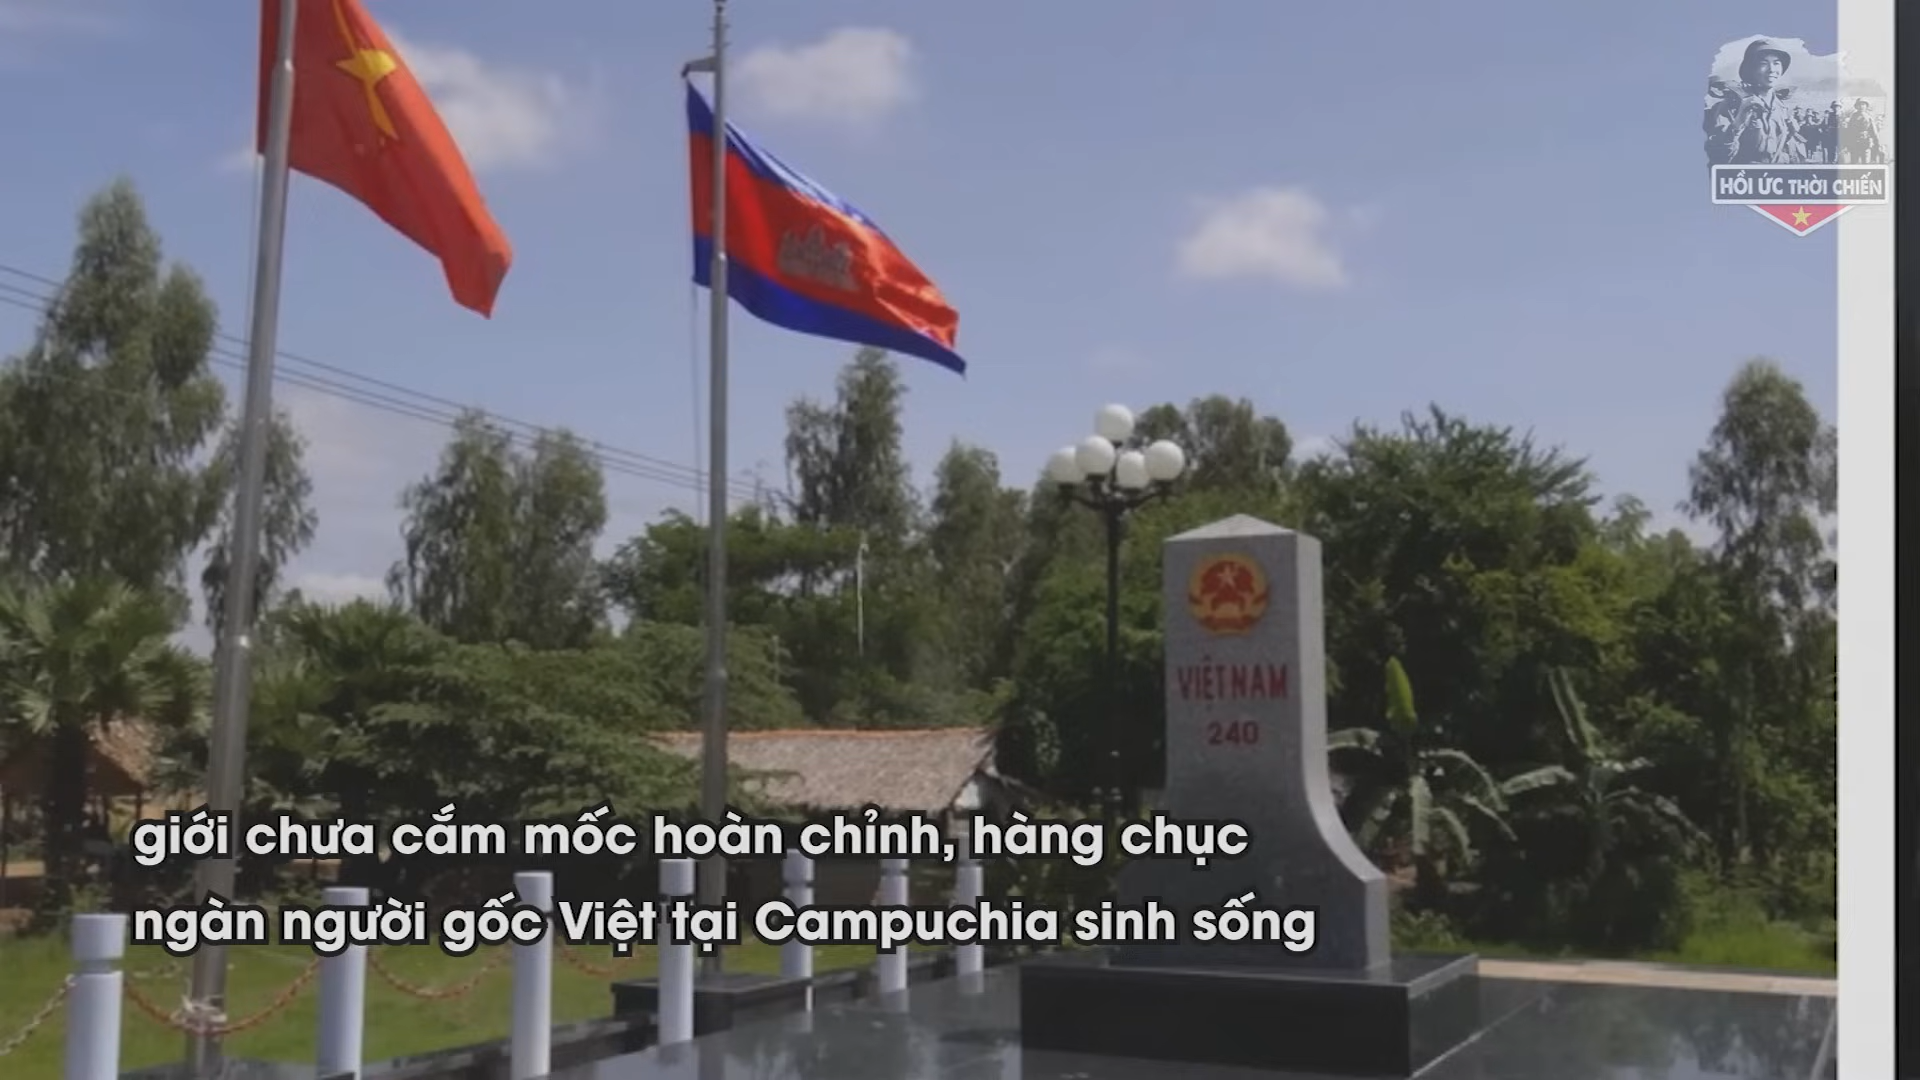 HỒI ỨC THỜI CHIẾN
VIỆT NAM
240
giới chưa cắm mốc hoàn chỉnh, hàng chục
ngàn người gốc Việt tại Campuchia sinh sống